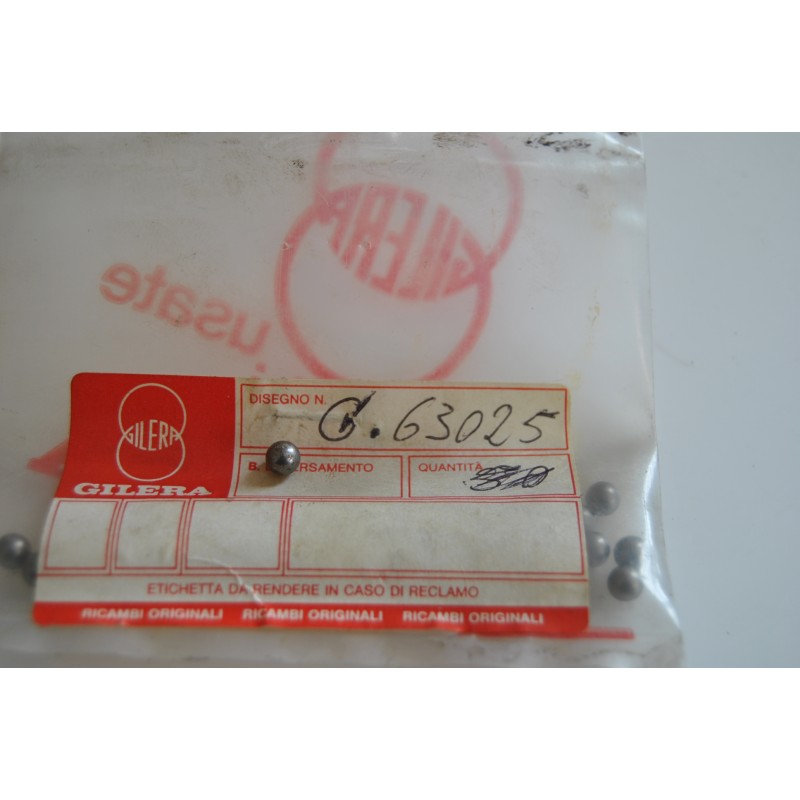 GILERA
usate
GILERA
GILERA
DISEGNO N.
G. 63025
B. VERSAMENTO
QUANTITÀ
ETICHETTA DA RENDERE IN CASO DI RECLAMO
RICAMBI ORIGINALI RICAMBI ORIGINALI RICAMBI ORIGINALI